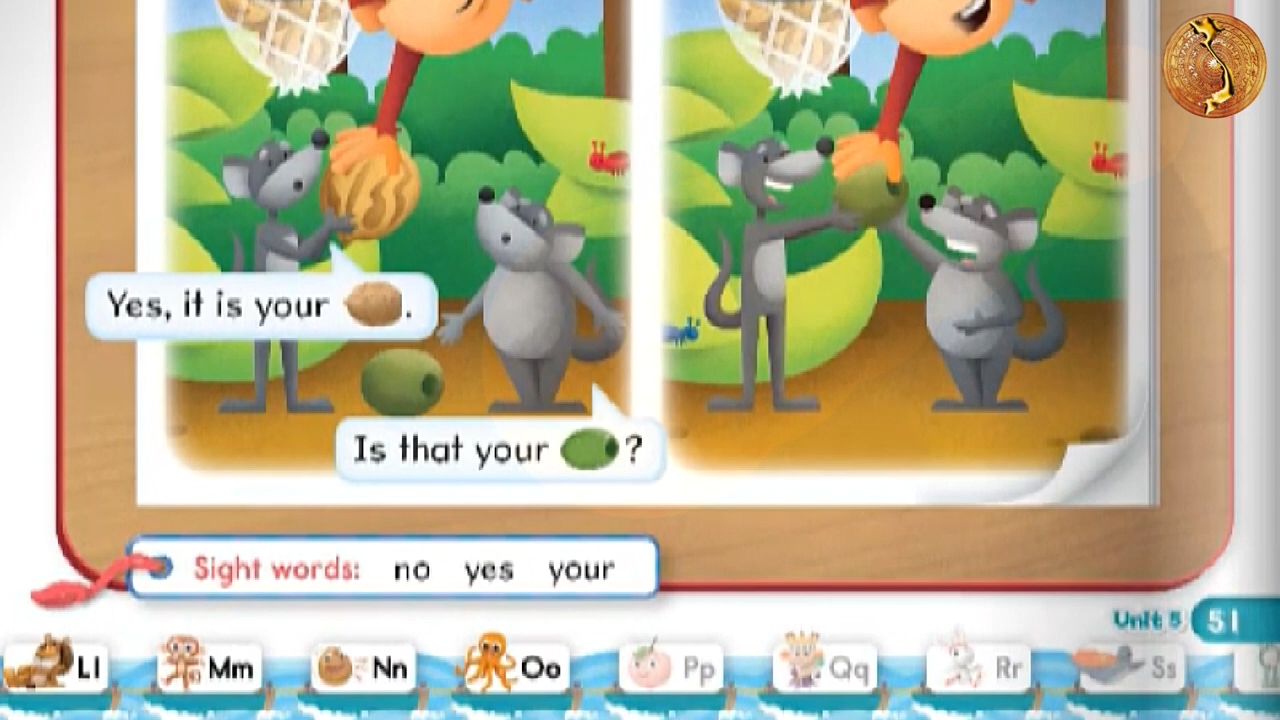 Yes, it is your .
Is that your ?
Sight words: no yes your
Unit 5 51
Ll Mm Nn Oo Pp Qq Rr Ss